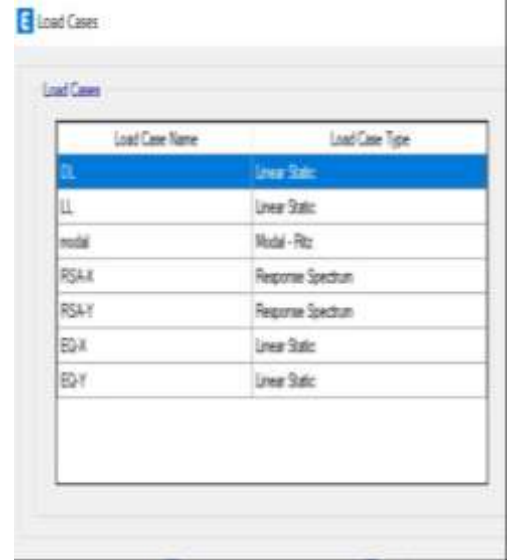 E Load Cases
Load Cases
Load Case Name Load Case Type
DL Linear Static
LL Linear Static
modal Modal - Ritz
RSA-X Response Spectrum
RSA-Y Response Spectrum
EQ-X Linear Static
EQ-Y Linear Static